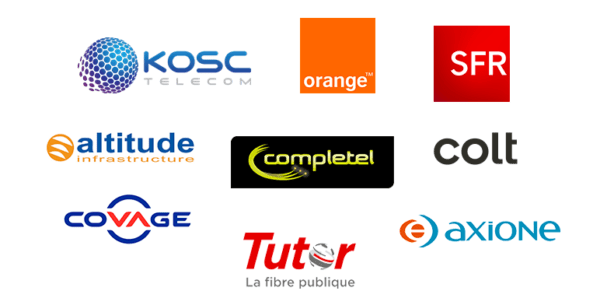 KOSC
TELECOM
orange™
SFR
altitude
infrastructure
completel
colt
COVAGE
Tutor
La fibre publique
axione